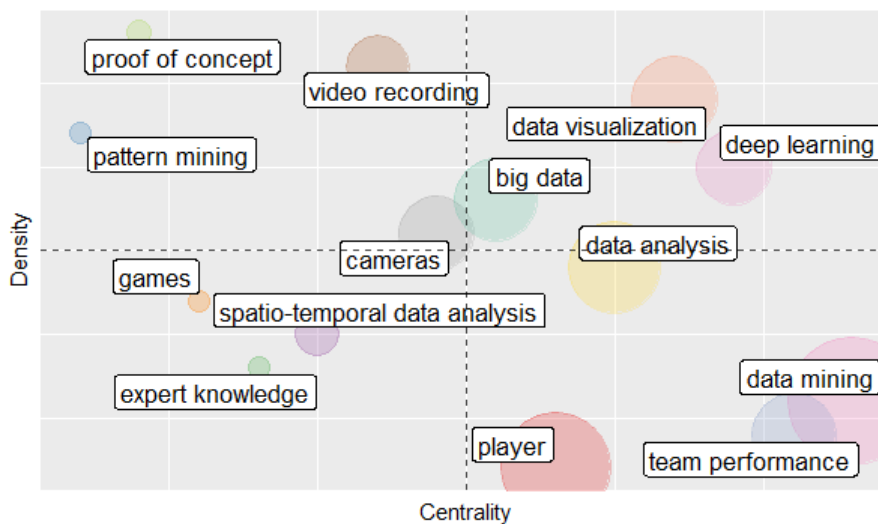 proof of concept
video recording
data visualization
deep learning
pattern mining
big data
data analysis
cameras
Density
games
spatio-temporal data analysis
expert knowledge
data mining
player
team performance
Centrality